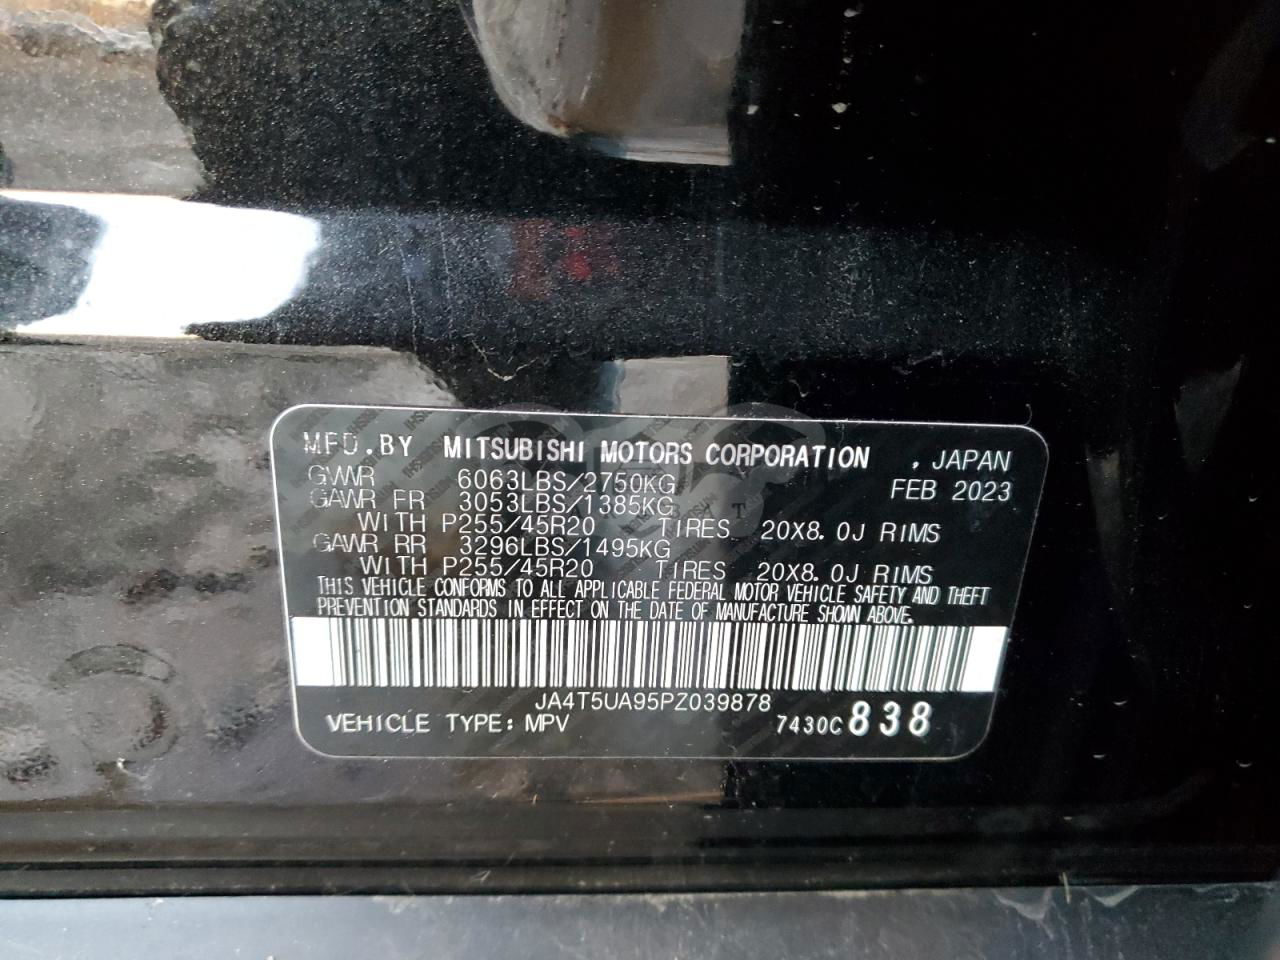 MFD.BY MITSUBISHI MOTORS CORPORATION , JAPAN
GVWR 6063LBS/2750KG FEB 2023
GAWR FR 3053LBS/1385KG
WITH P255/45R20 TIRES 20X8.0J RIMS
GAWR RR 3296LBS/1495KG
WITH P255/45R20 TIRES 20X8.0J RIMS
THIS VEHICLE CONFORMS TO ALL APPLICABLE FEDERAL MOTOR VEHICLE SAFETY AND THEFT
PREVENTION STANDARDS IN EFFECT ON THE DATE OF MANUFACTURE SHOWN ABOVE.
JA4T5UA95PZ039878
VEHICLE TYPE: MPV 7430C 838